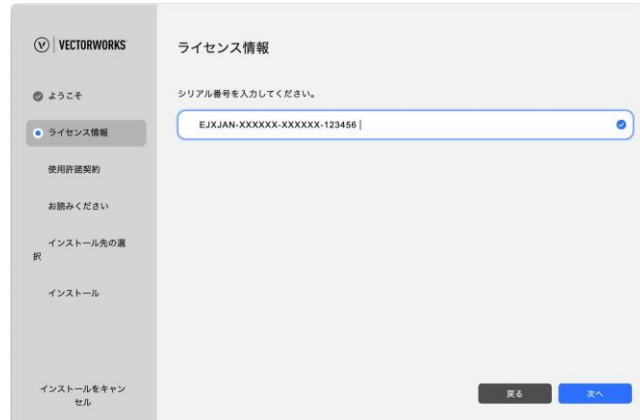 VECTORWORKS
ようこそ
ライセンス情報
使用許諾契約
お読みください
インストール先の選
択
インストール
インストールをキャン
セル
ライセンス情報
シリアル番号を入力してください。
EJXJAN-XXXXXX-XXXXXX-123456
戻る
次へ